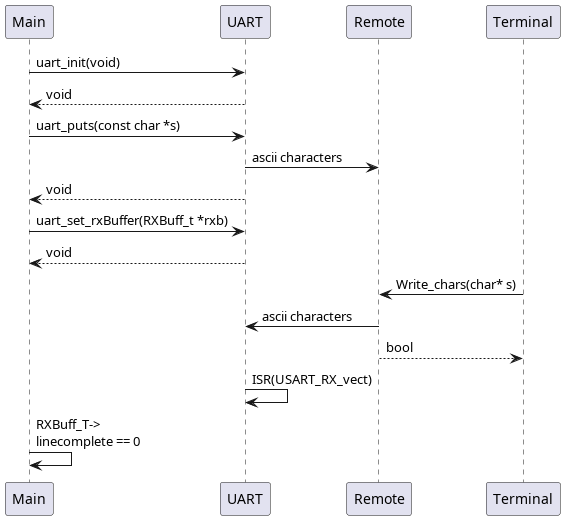 Main UART Remote Terminal
uart_init(void)
void
uart_puts(const char *s)
ascii characters
void
uart_set_rxBuffer(RXBuff_t *rxb)
void
Write_chars(char* s)
ascii characters
bool
ISR(USART_RX_vect)
RXBuff_T->
linecomplete == 0
Main UART Remote Terminal